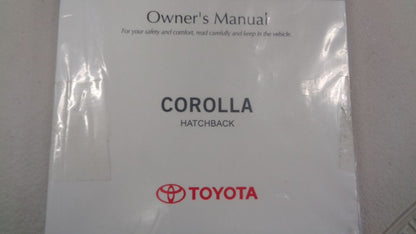 Owner's Manual
For your safety and comfort, read carefully and keep in the vehicle.
COROLLA
HATCHBACK
TOYOTA